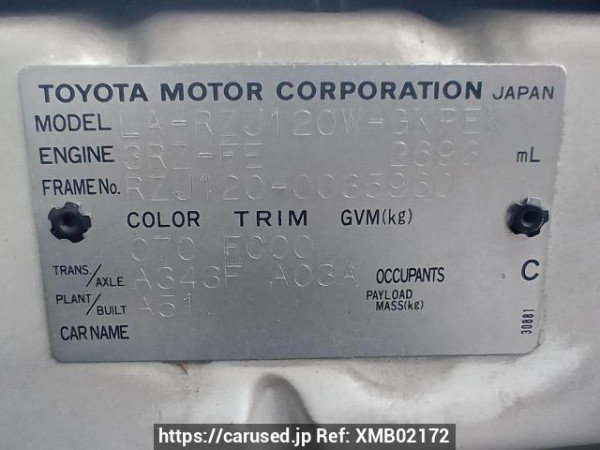 TOYOTA MOTOR CORPORATION JAPAN
MODEL LA-RZJ120W-GKPEK
ENGINE 3RZ-FE 2693 mL
FRAME No. RZJ120-0035960
COLOR TRIM GVM(kg)
070 FC00
TRANS./AXLE A343F A03A OCCUPANTS C
PLANT/BUILT A51 PAYLOAD MASS(kg)
CAR NAME
30881
https://carused.jp Ref: XMB02172